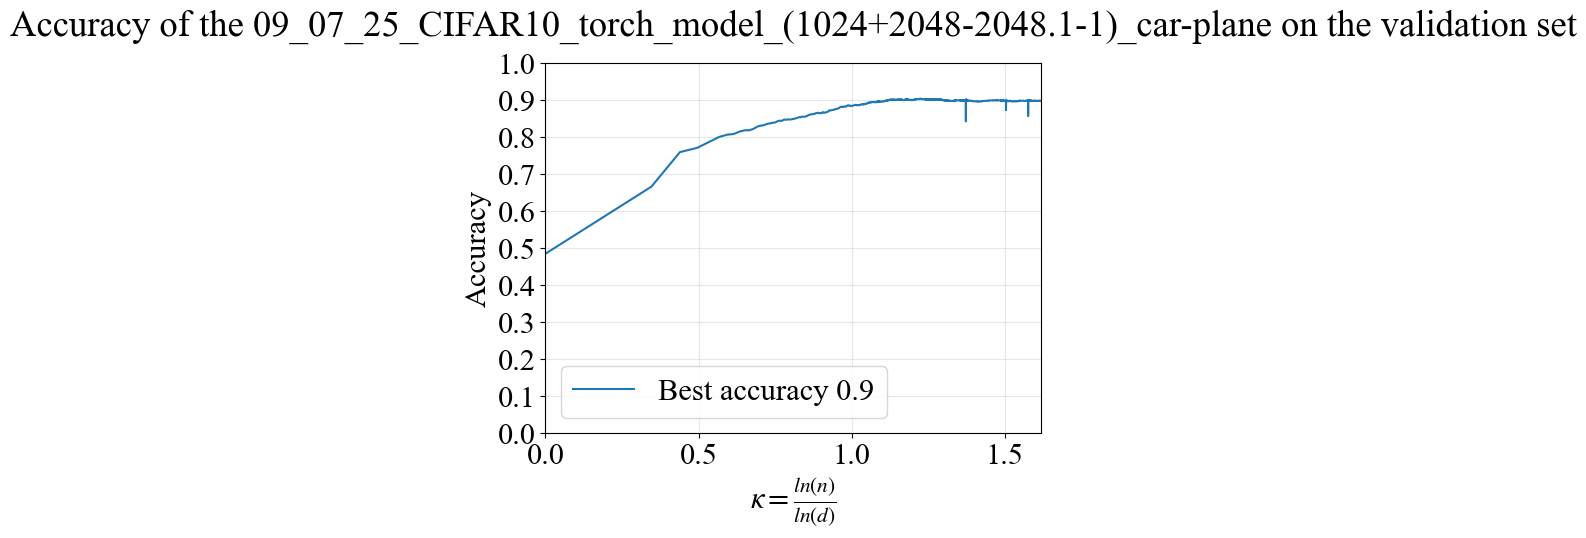 Accuracy of the 09_07_25_CIFAR10_torch_model_(1024+2048-2048.1-1)_car-plane on the validation set
1.0
0.9
0.8
0.7
0.6
0.5
0.4
0.3
0.2
0.1
0.0
Accuracy
Best accuracy 0.9
0.0 0.5 1.0 1.5
κ = ln(n) / ln(d)